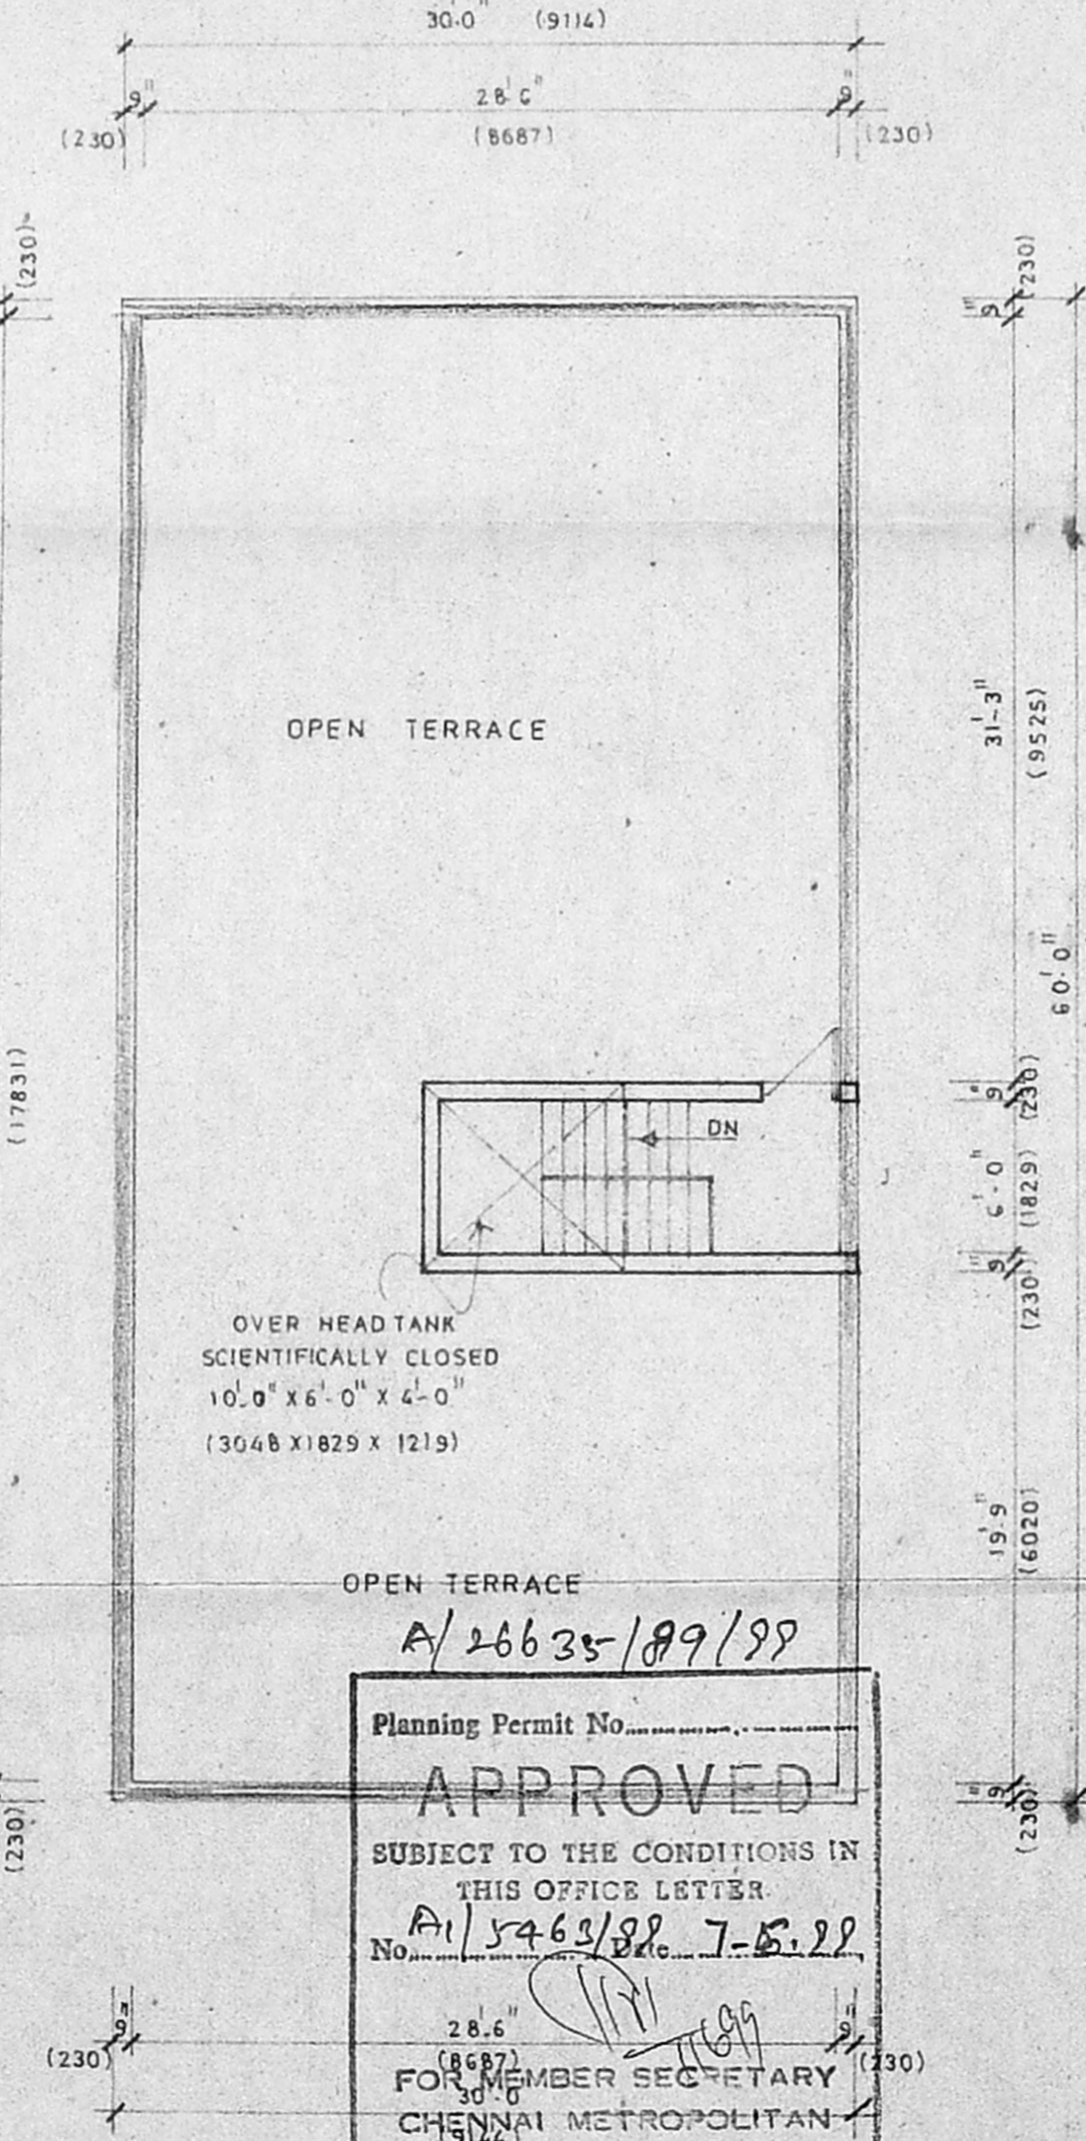 30'.0" (9114)
9" 28'.6" 9"
(230) (8687) (230)
(230)
(230)
9"
OPEN TERRACE
31'-3"
(9525)
60'.0"
(17831)
9"
(230)
DN
6'-0"
(1829)
9"
(230)
OVER HEAD TANK
SCIENTIFICALLY CLOSED
10'.0" X 6'-0" X 4'-0"
(3048 X 1829 X 1219)
19'.9"
(6020)
OPEN TERRACE
A/26635/89/99
Planning Permit No.
APPROVED
9"
(230)
(230)
SUBJECT TO THE CONDITIONS IN
THIS OFFICE LETTER
No. A1/5463/99 Date 7-6.99
9" 28'.6" 9"
(230) (8687) (230)
FOR MEMBER SECRETARY
30'.0
CHENNAI METROPOLITAN